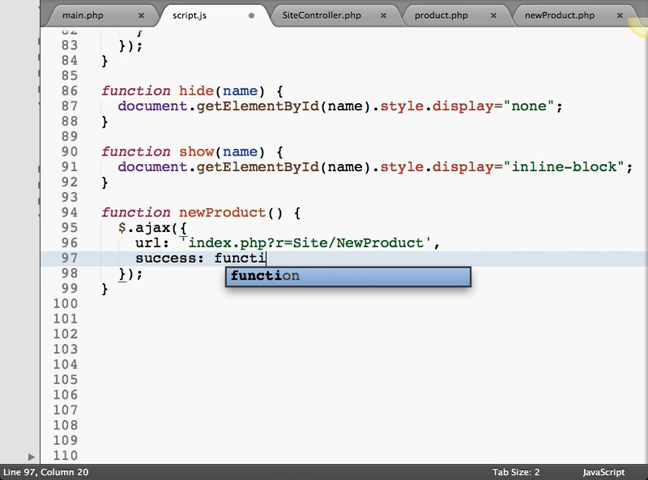 main.php × script.js SiteController.php × product.php × newProduct.php ×
82 }
83 });
84 }
85
86 function hide(name) {
87 document.getElementById(name).style.display="none";
88 }
89
90 function show(name) {
91 document.getElementById(name).style.display="inline-block";
92 }
93
94 function newProduct() {
95 $.ajax({
96 url: 'index.php?r=Site/NewProduct',
97 success: functi
98 });
function
99 }
100
101
102
103
104
105
106
107
108
109
110
Line 97, Column 20 Tab Size: 2 JavaScript